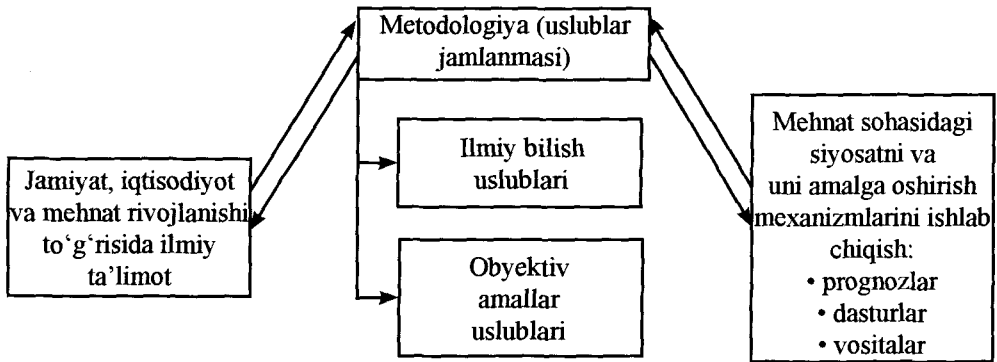 Metodologiya (uslublar
jamlanmasi)
Jamiyat, iqtisodiyot
va mehnat rivojlanishi
to‘g‘risida ilmiy
ta’limot
Ilmiy bilish
uslublari
Obyektiv
amallar
uslublari
Mehnat sohasidagi
siyosatni va
uni amalga oshirish
mexanizmlarini ishlab
chiqish:
• prognozlar
• dasturlar
• vositalar